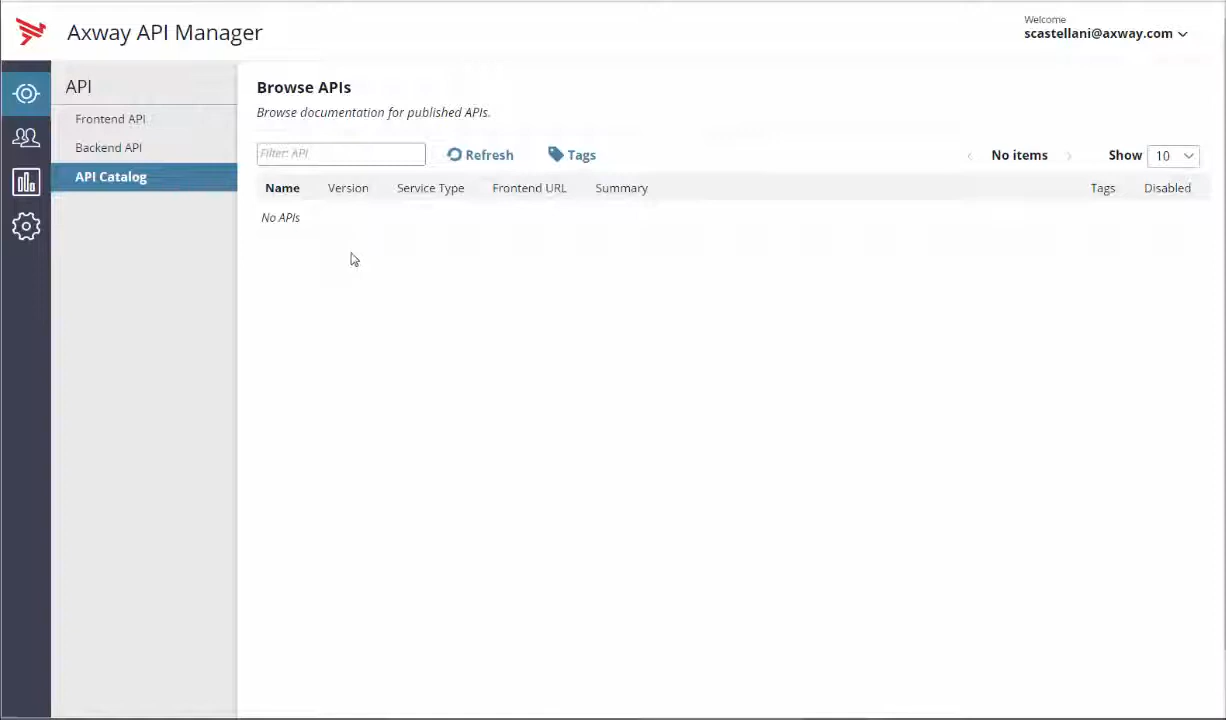 Axway API Manager
Welcome
scastellani@axway.com
API
Frontend API
Backend API
API Catalog
Browse APIs
Browse documentation for published APIs.
Filter: API
Refresh
Tags
No items
Show
10
Name Version Service Type Frontend URL Summary Tags Disabled
No APIs